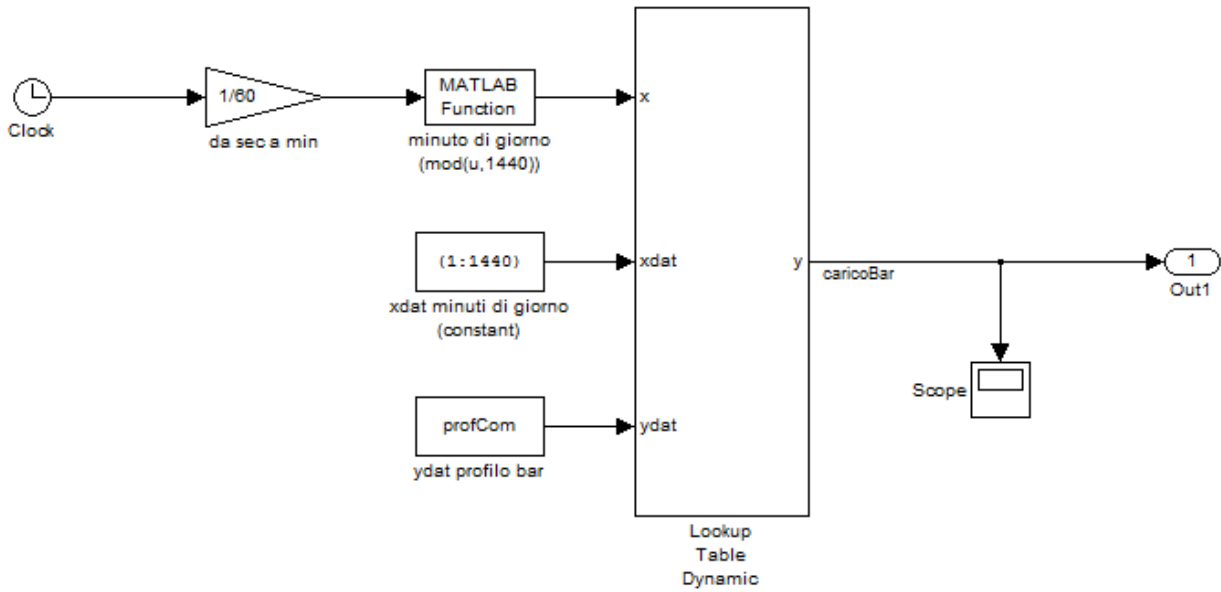 Clock
1/60
da sec a min
MATLAB
Function
minuto di giorno
(mod(u,1440))
x
(1:1440)
xdat minuti di giorno
(constant)
xdat
profCom
ydat profilo bar
ydat
y
Lookup
Table
Dynamic
caricoBar
Scope
1
Out1